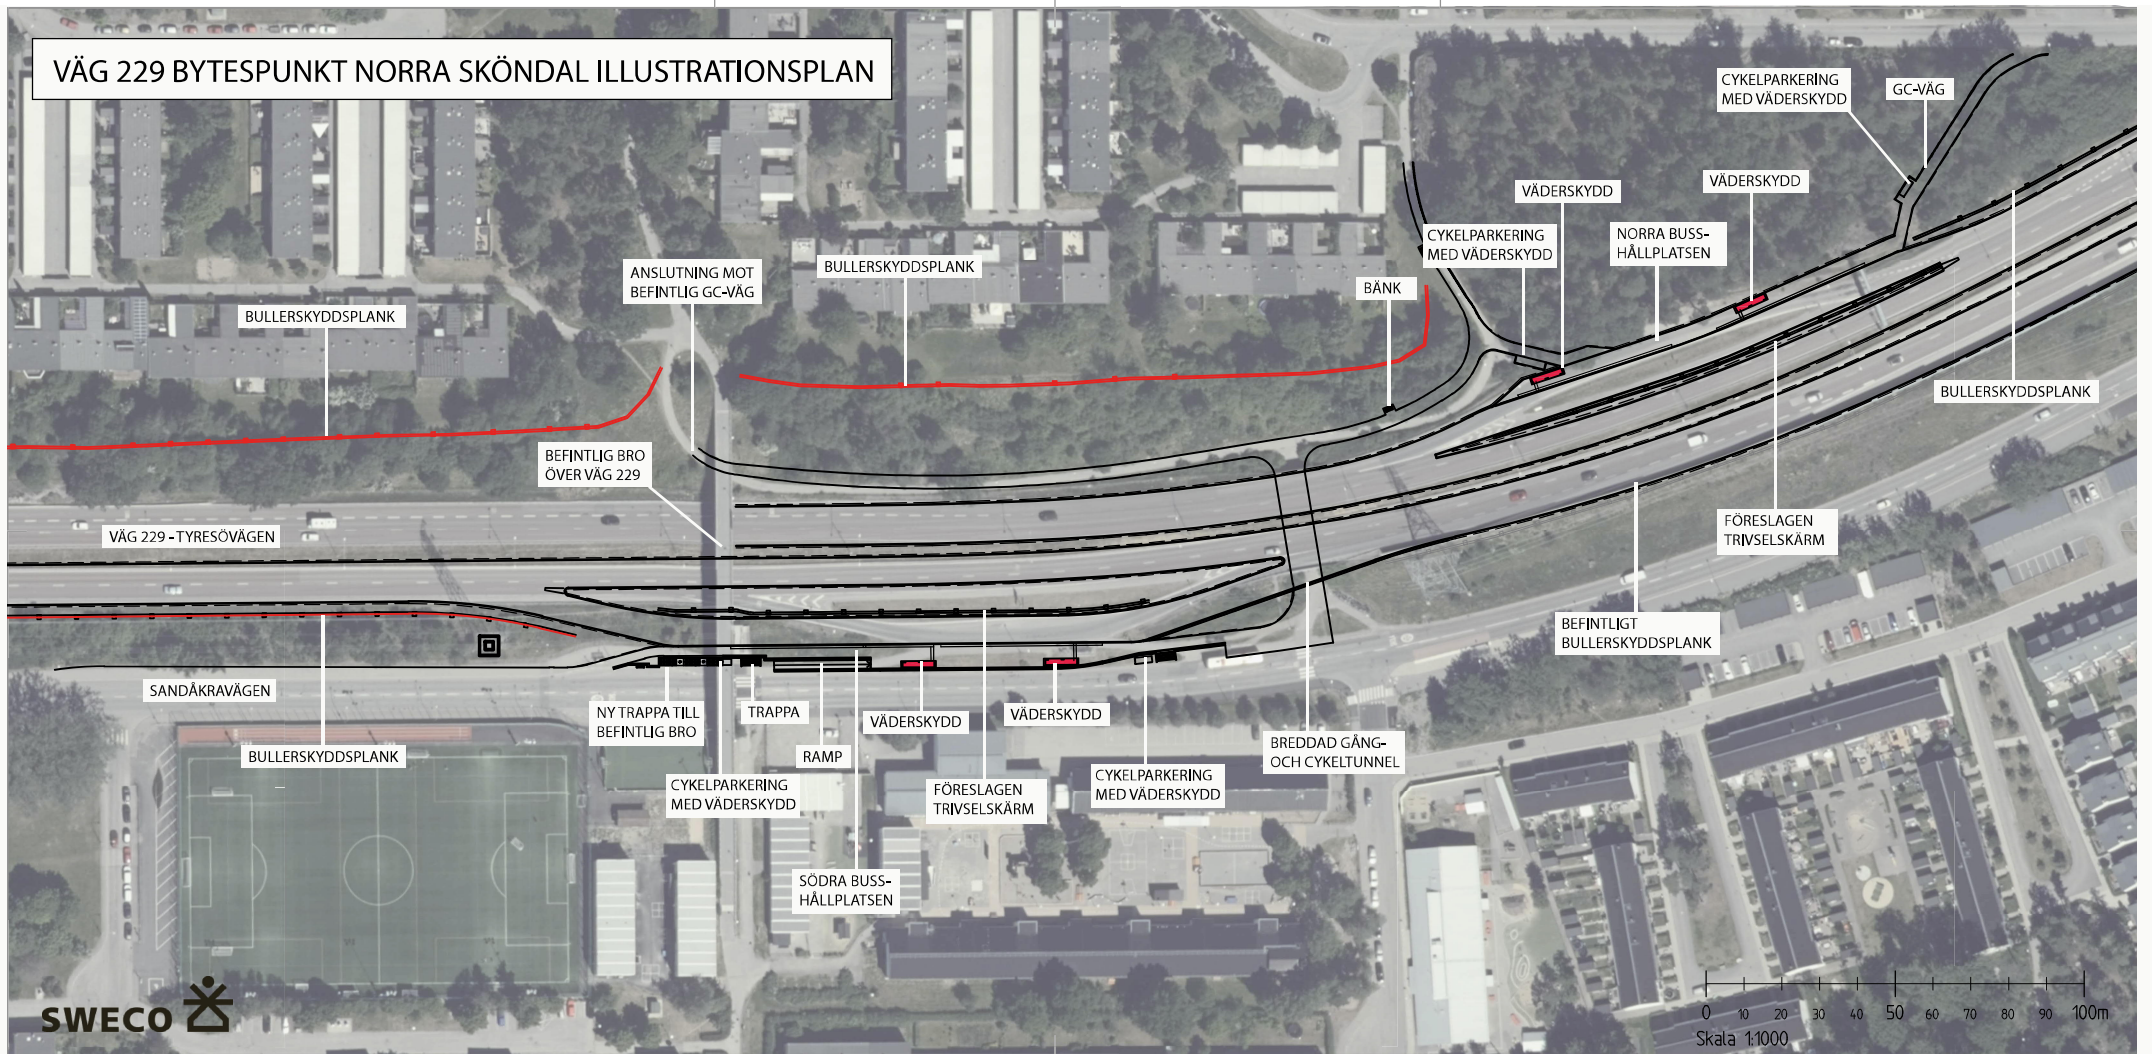 VÄG 229 BYTESPUNKT NORRA SKÖNDAL ILLUSTRATIONSPLAN
CYKELPARKERING
MED VÄDERSKYDD
GC-VÄG
VÄDERSKYDD
VÄDERSKYDD
CYKELPARKERING
MED VÄDERSKYDD
NORRA BUSS-
HÅLLPLATSEN
ANSLUTNING MOT
BEFINTLIG GC-VÄG
BULLERSKYDDSPLANK
BÄNK
BULLERSKYDDSPLANK
BULLERSKYDDSPLANK
BEFINTLIG BRO
ÖVER VÄG 229
VÄG 229 - TYRESÖVÄGEN
FÖRESLAGEN
TRIVSELSKÄRM
BEFINTLIGT
BULLERSKYDDSPLANK
SANDÅKRAVÄGEN
NY TRAPPA TILL
BEFINTLIG BRO
TRAPPA
VÄDERSKYDD
VÄDERSKYDD
BULLERSKYDDSPLANK
RAMP
BREDDAD GÅNG-
OCH CYKELTUNNEL
CYKELPARKERING
MED VÄDERSKYDD
FÖRESLAGEN
TRIVSELSKÄRM
CYKELPARKERING
MED VÄDERSKYDD
SÖDRA BUSS-
HÅLLPLATSEN
SWECO
0 10 20 30 40 50 60 70 80 90 100m
Skala 1:1000